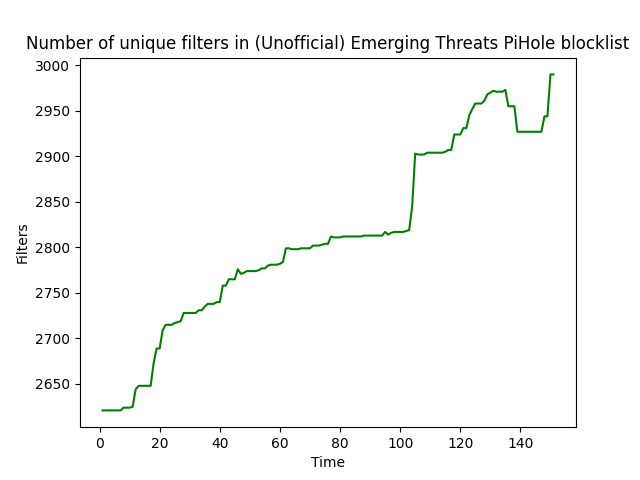 Number of unique filters in (Unofficial) Emerging Threats PiHole blocklist
3000
2950
2900
2850
2800
2750
2700
2650
Filters
0 20 40 60 80 100 120 140
Time